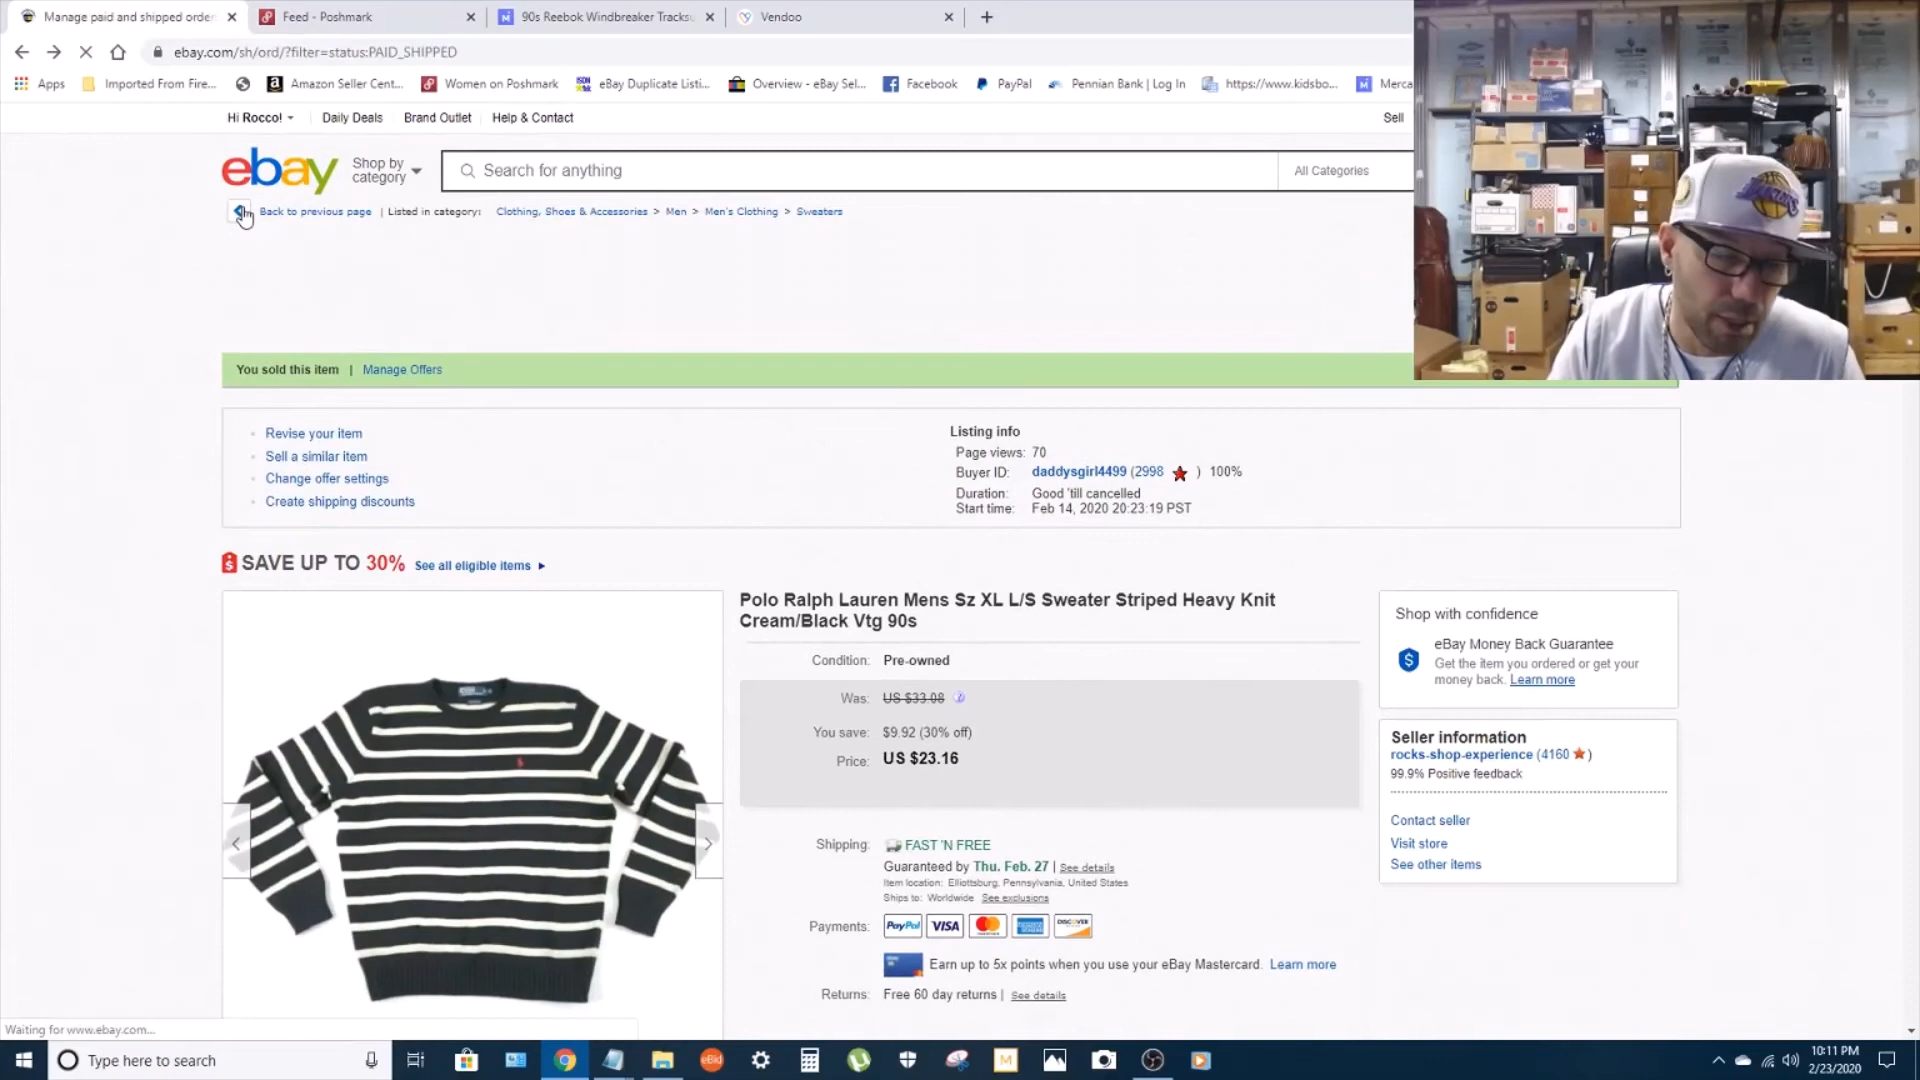 Manage paid and shipped order
Feed - Poshmark
90s Reebok Windbreaker Tracksu
Vendoo
ebay.com/sh/ord/?filter=status:PAID_SHIPPED
Apps
Imported From Fire...
Amazon Seller Cent...
Women on Poshmark
eBay Duplicate Listi...
Overview - eBay Sel...
Facebook
PayPal
Pennian Bank | Log In
https://www.kidsbo...
Merca
Hi Rocco!
Daily Deals
Brand Outlet
Help & Contact
Sell
ebay
Shop by
category
Search for anything
All Categories
Back to previous page | Listed in category: Clothing, Shoes & Accessories > Men > Men's Clothing > Sweaters
You sold this item | Manage Offers
Revise your item
Sell a similar item
Change offer settings
Create shipping discounts
Listing info
Page views: 70
Buyer ID: daddysgirl4499 (2998 ) 100%
Duration: Good 'till cancelled
Start time: Feb 14, 2020 20:23:19 PST
SAVE UP TO 30% See all eligible items
Polo Ralph Lauren Mens Sz XL L/S Sweater Striped Heavy Knit
Cream/Black Vtg 90s
Condition: Pre-owned
Was: US $33.08
You save: $9.92 (30% off)
Price: US $23.16
Shipping: FAST 'N FREE
Guaranteed by Thu. Feb. 27 | See details
Item location: Elliottsburg, Pennsylvania, United States
Ships to: Worldwide See exclusions
Payments: PayPal VISA DISCOVER
Earn up to 5x points when you use your eBay Mastercard. Learn more
Returns: Free 60 day returns | See details
Shop with confidence
eBay Money Back Guarantee
Get the item you ordered or get your
money back. Learn more
Seller information
rocks-shop-experience (4160 )
99.9% Positive feedback
Contact seller
Visit store
See other items
Waiting for www.ebay.com...
Type here to search
eBid
10:11 PM
2/23/2020